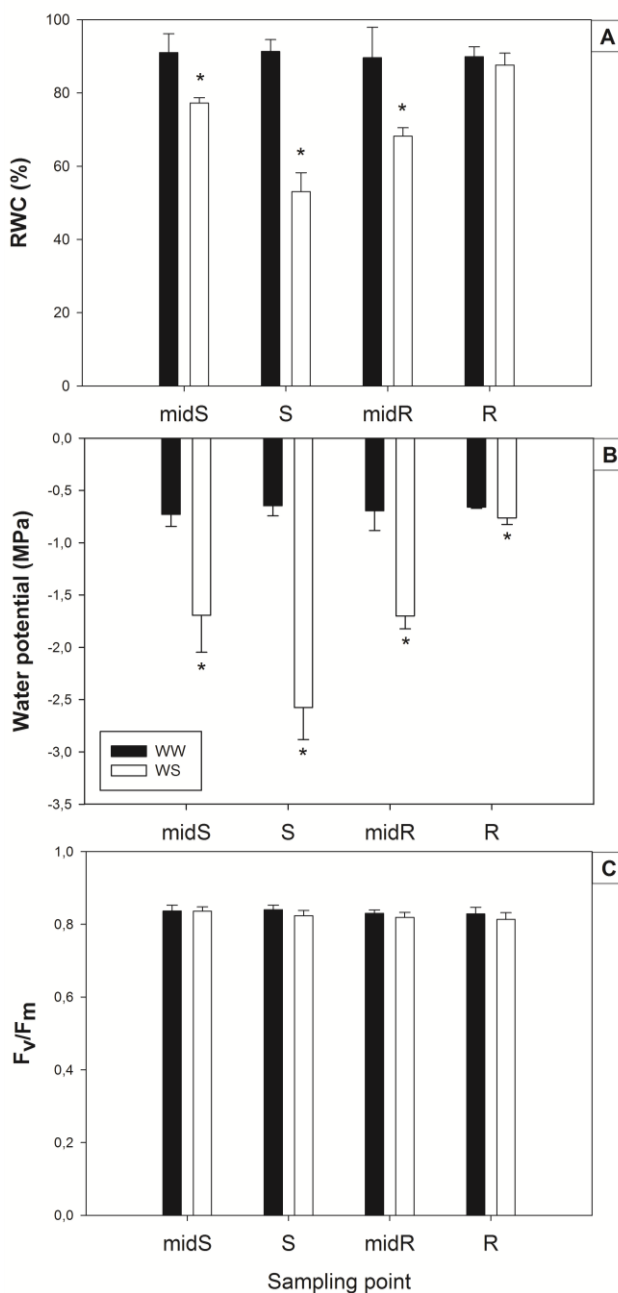 A
100
80
60
40
20
0
RWC (%)
*
*
*
midS S midR R
B
0,0
-0,5
-1,0
-1,5
-2,0
-2,5
-3,0
-3,5
Water potential (MPa)
*
*
*
*
WW
WS
midS S midR R
C
1,0
0,8
0,6
0,4
0,2
0,0
Fv/Fm
midS S midR R
Sampling point